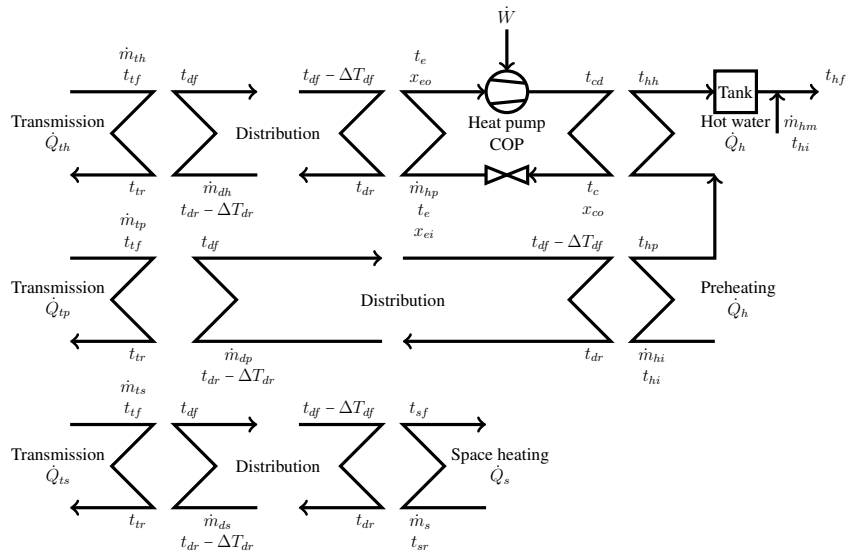 Ẇ
ṁ_th
t_tf
t_df
t_df − ΔT_df
t_e
x_eo
t_cd
t_hh
Tank
t_hf
Transmission
Q̇_th
Distribution
Heat pump
COP
Hot water
Q̇_h
ṁ_hm
t_hi
t_tr
ṁ_dh
t_dr − ΔT_dr
t_dr
ṁ_hp
t_e
x_ei
t_c
x_co
ṁ_tp
t_tf
t_df
t_df − ΔT_df
t_hp
Transmission
Q̇_tp
Distribution
Preheating
Q̇_h
t_tr
ṁ_dp
t_dr − ΔT_dr
t_dr
ṁ_hi
t_hi
ṁ_ts
t_tf
t_df
t_df − ΔT_df
t_sf
Transmission
Q̇_ts
Distribution
Space heating
Q̇_s
t_tr
ṁ_ds
t_dr − ΔT_dr
t_dr
ṁ_s
t_sr